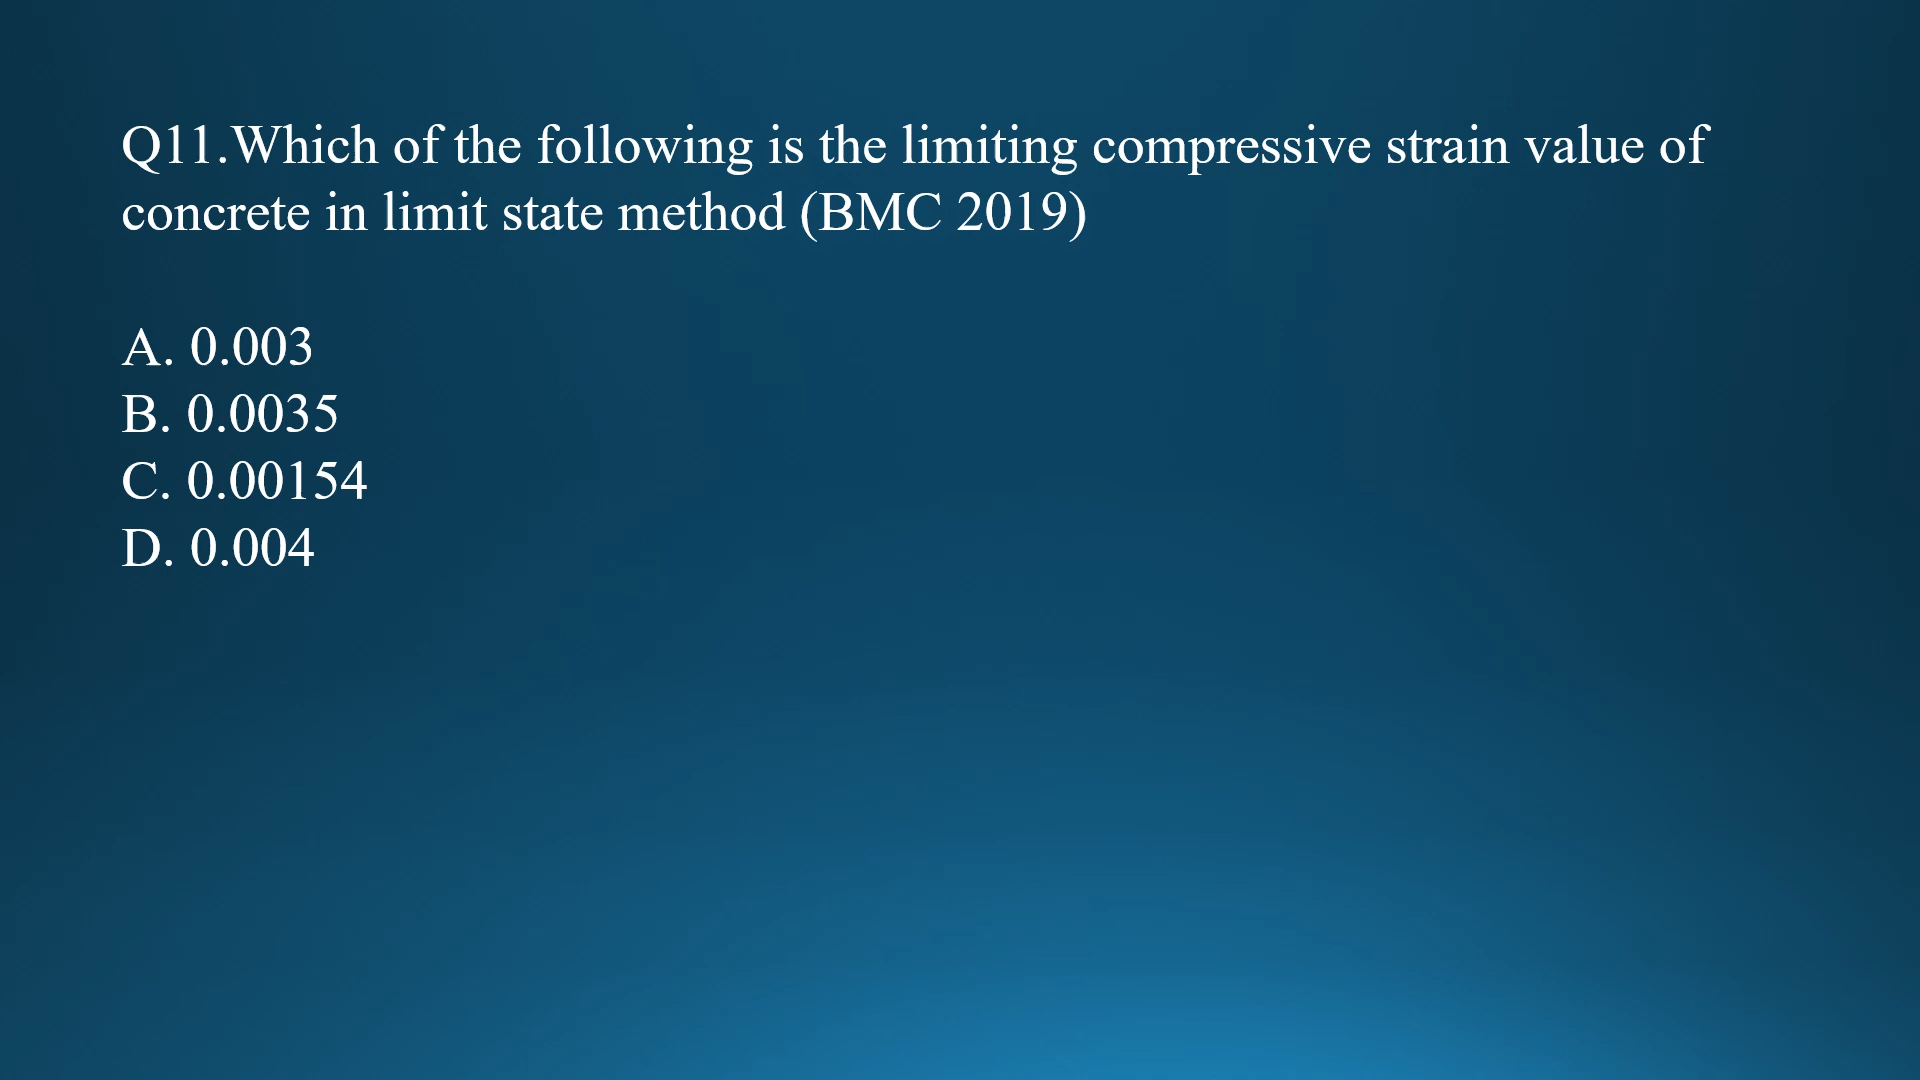 Q11.Which of the following is the limiting compressive strain value of
concrete in limit state method (BMC 2019)
A. 0.003
B. 0.0035
C. 0.00154
D. 0.004